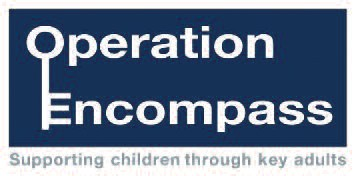 Operation
Encompass
Supporting children through key adults